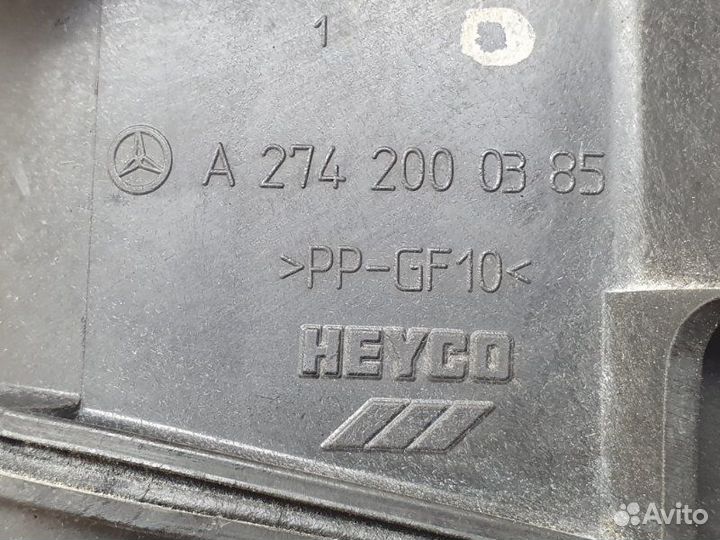 1
A 274 200 03 85
>PP-GF10<
HEYCO
Avito